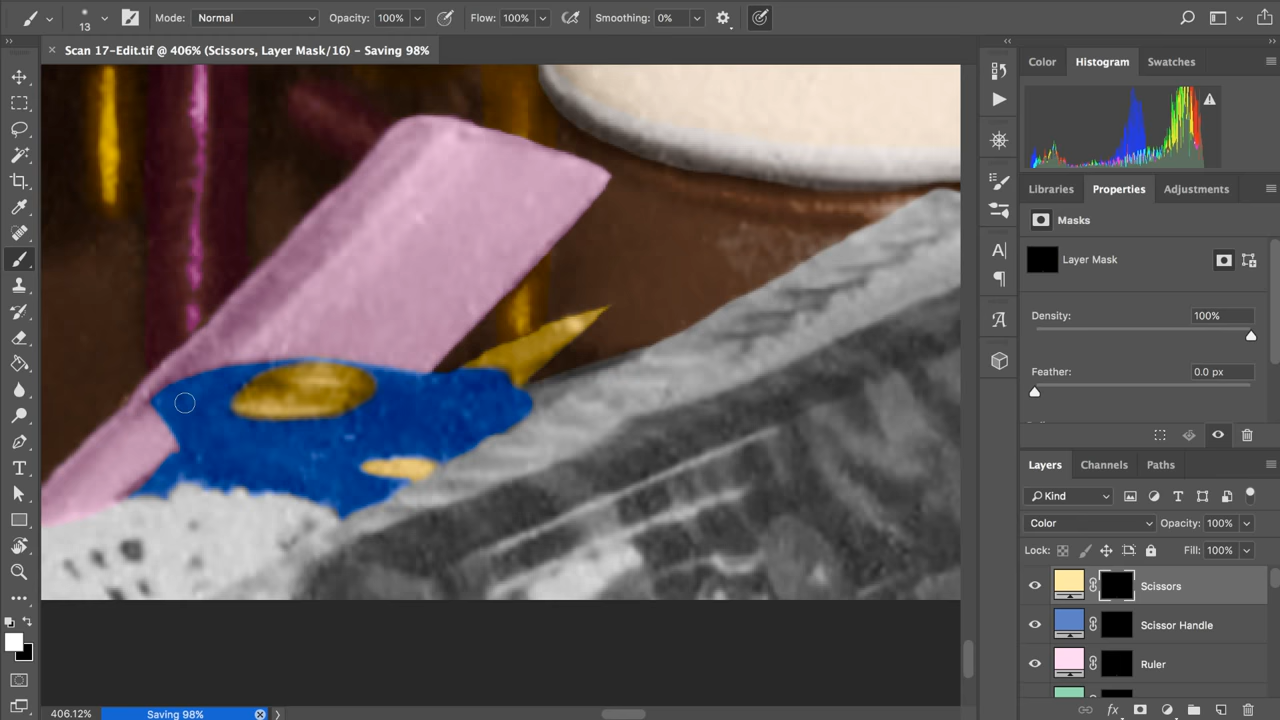 13
Mode:
Normal
Opacity:
100%
Flow:
100%
Smoothing:
0%
Scan 17-Edit.tif @ 406% (Scissors, Layer Mask/16) – Saving 98%
Color
Histogram
Swatches
Libraries
Properties
Adjustments
Masks
Layer Mask
Density:
100%
Feather:
0.0 px
Layers
Channels
Paths
Kind
Color
Opacity:
100%
Lock:
Fill:
100%
Scissors
Scissor Handle
Ruler
406.12%
Saving 98%